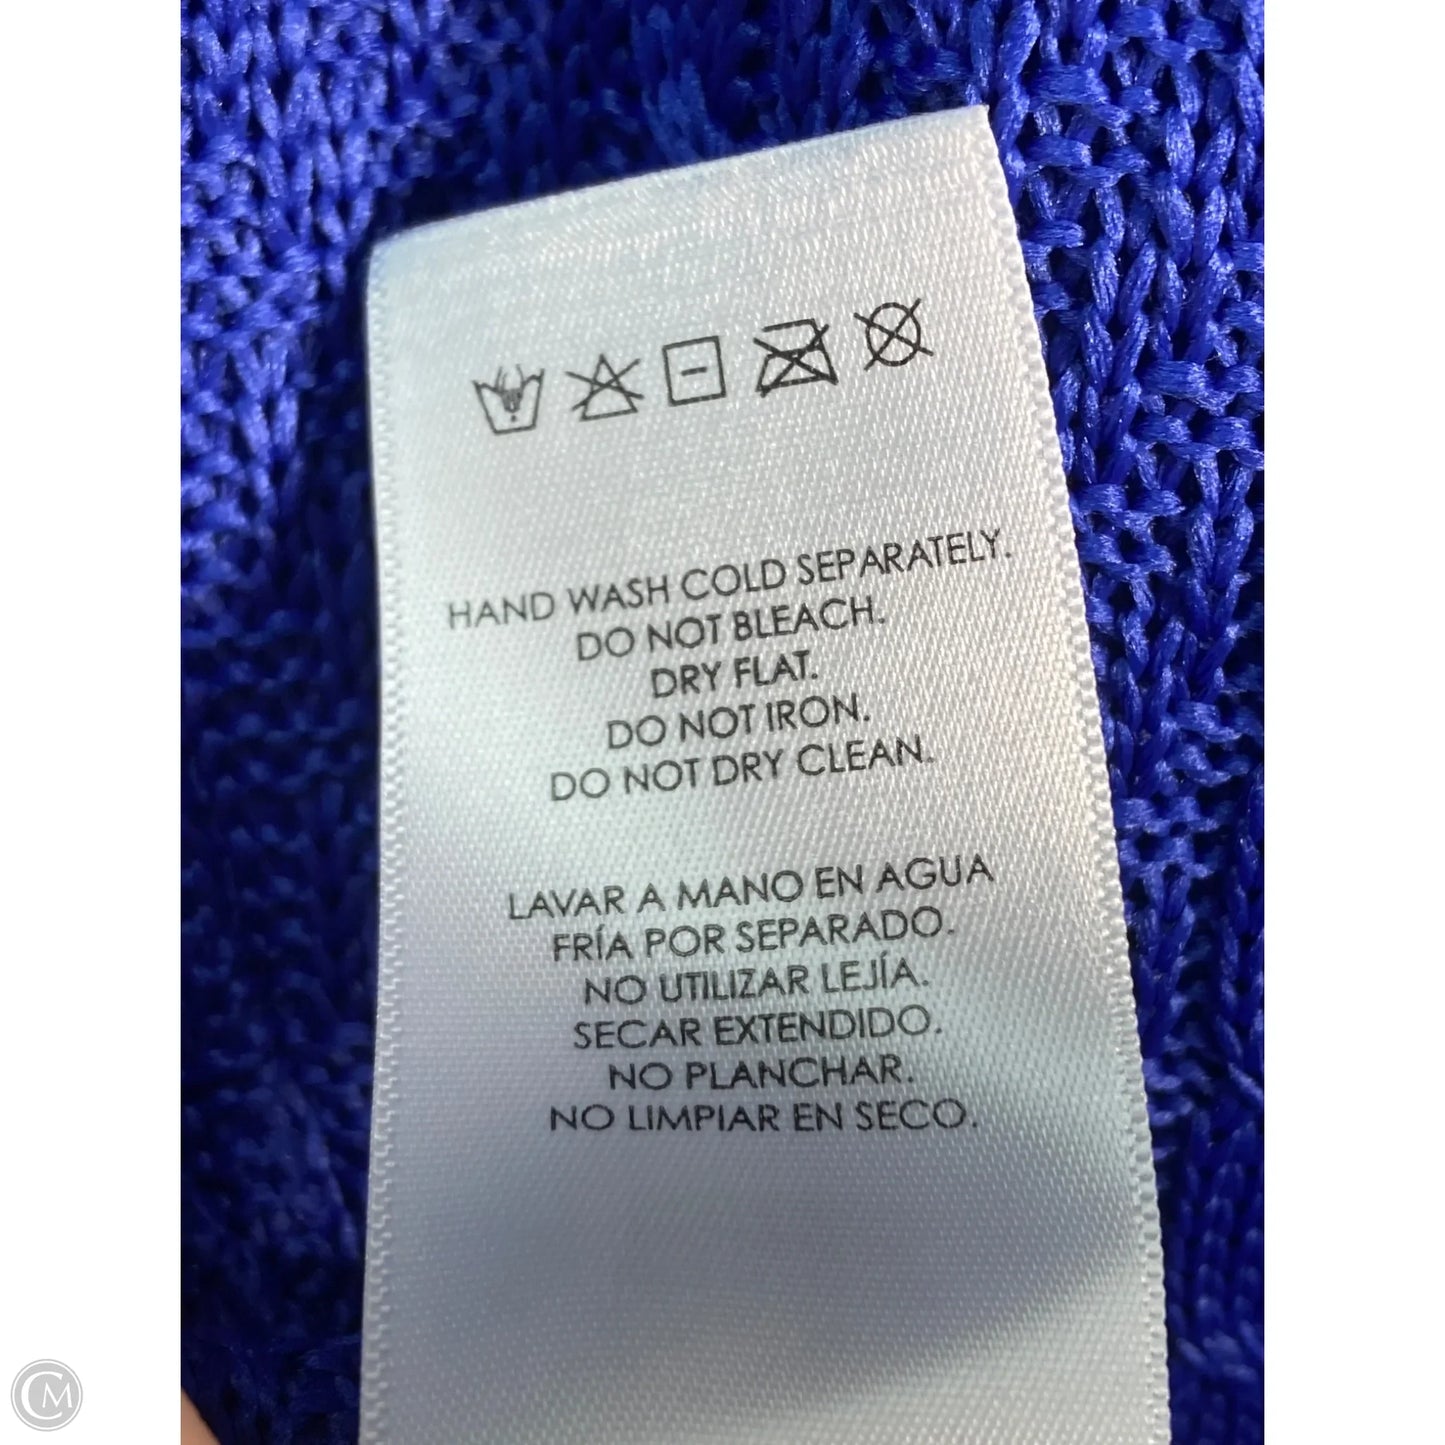 HAND WASH COLD SEPARATELY.
DO NOT BLEACH.
DRY FLAT.
DO NOT IRON.
DO NOT DRY CLEAN.
LAVAR A MANO EN AGUA
FRÍA POR SEPARADO.
NO UTILIZAR LEJÍA.
SECAR EXTENDIDO.
NO PLANCHAR.
NO LIMPIAR EN SECO.
CM